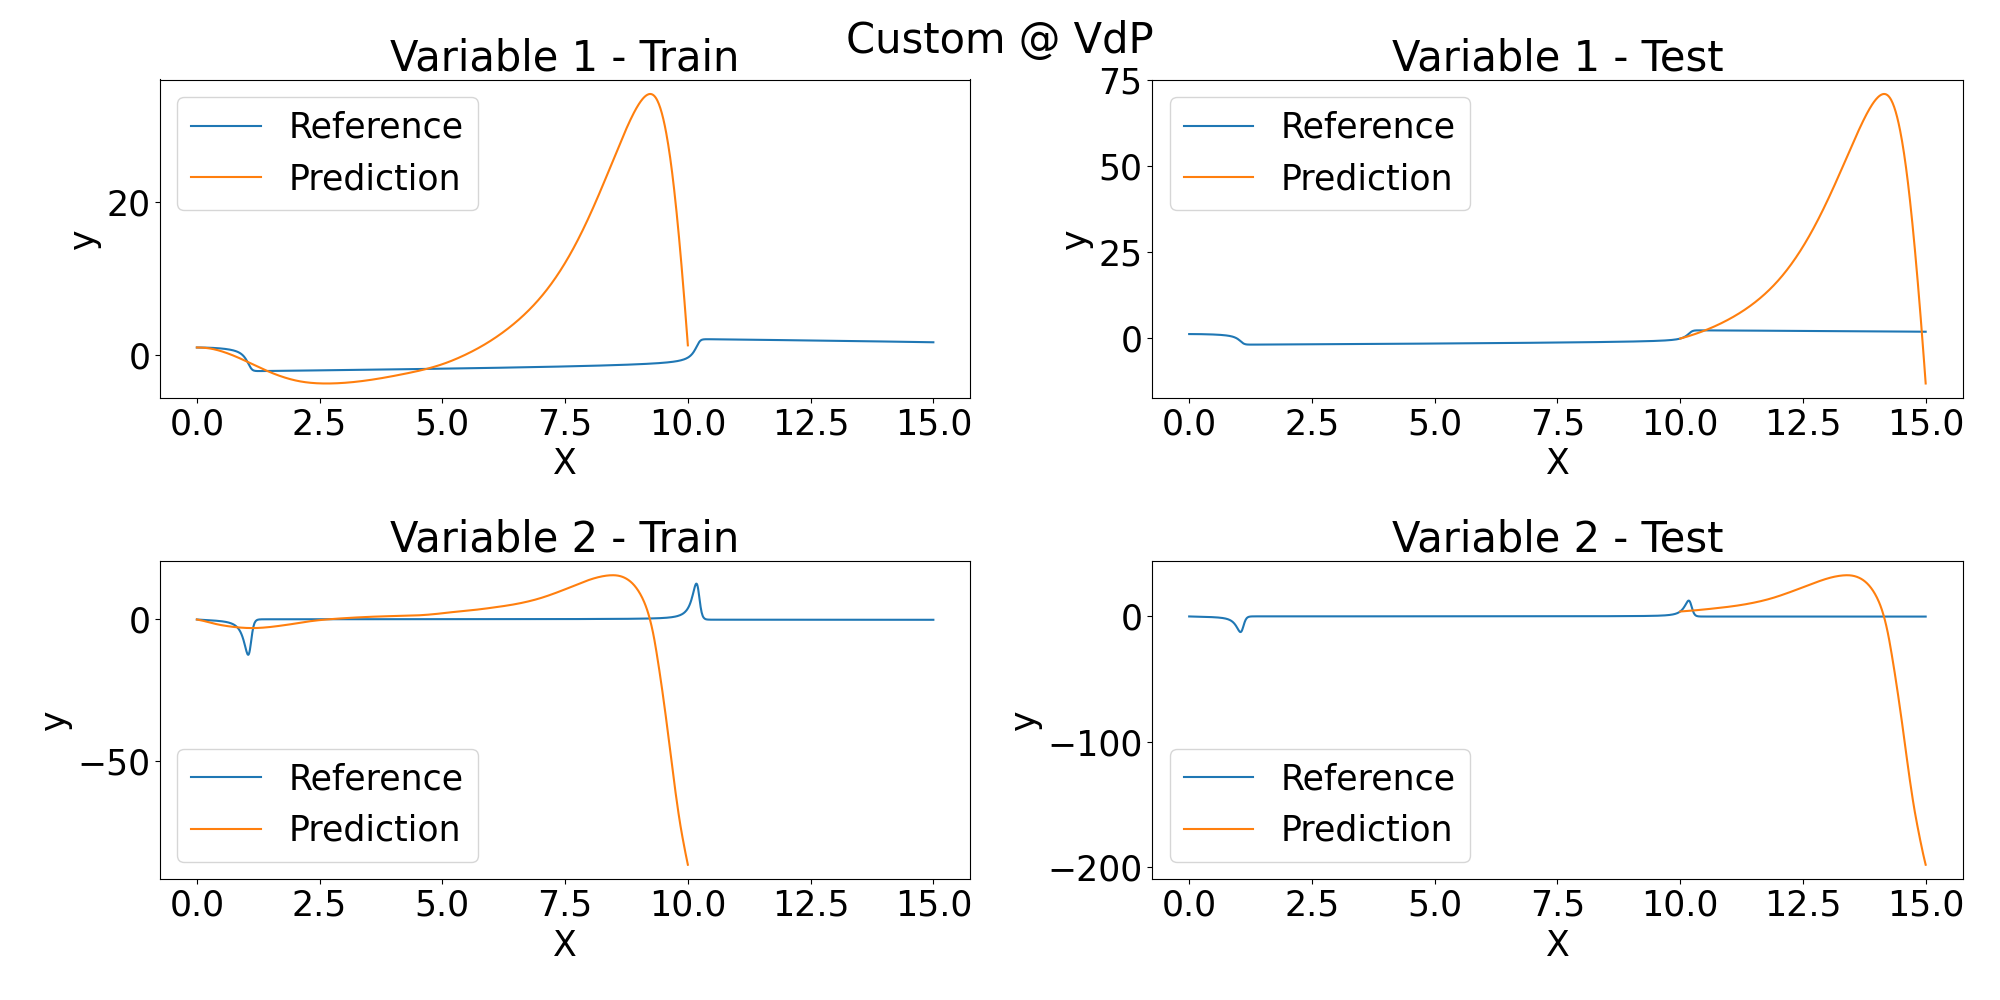 Custom @ VdP
Variable 1 - Train
Reference
Prediction
20
0
y
0.0 2.5 5.0 7.5 10.0 12.5 15.0
X
Variable 1 - Test
Reference
Prediction
75
50
25
0
y
0.0 2.5 5.0 7.5 10.0 12.5 15.0
X
Variable 2 - Train
0
−50
y
Reference
Prediction
0.0 2.5 5.0 7.5 10.0 12.5 15.0
X
Variable 2 - Test
0
−100
−200
y
Reference
Prediction
0.0 2.5 5.0 7.5 10.0 12.5 15.0
X